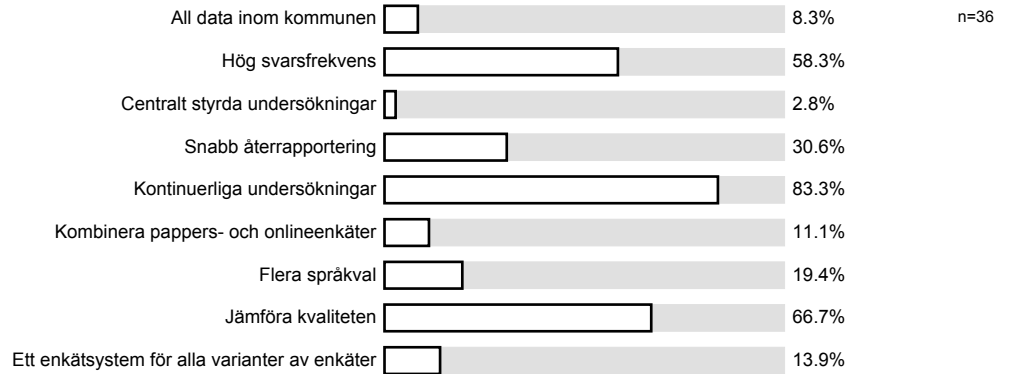 All data inom kommunen 8.3% n=36
Hög svarsfrekvens 58.3%
Centralt styrda undersökningar 2.8%
Snabb återrapportering 30.6%
Kontinuerliga undersökningar 83.3%
Kombinera pappers- och onlineenkäter 11.1%
Flera språkval 19.4%
Jämföra kvaliteten 66.7%
Ett enkätsystem för alla varianter av enkäter 13.9%